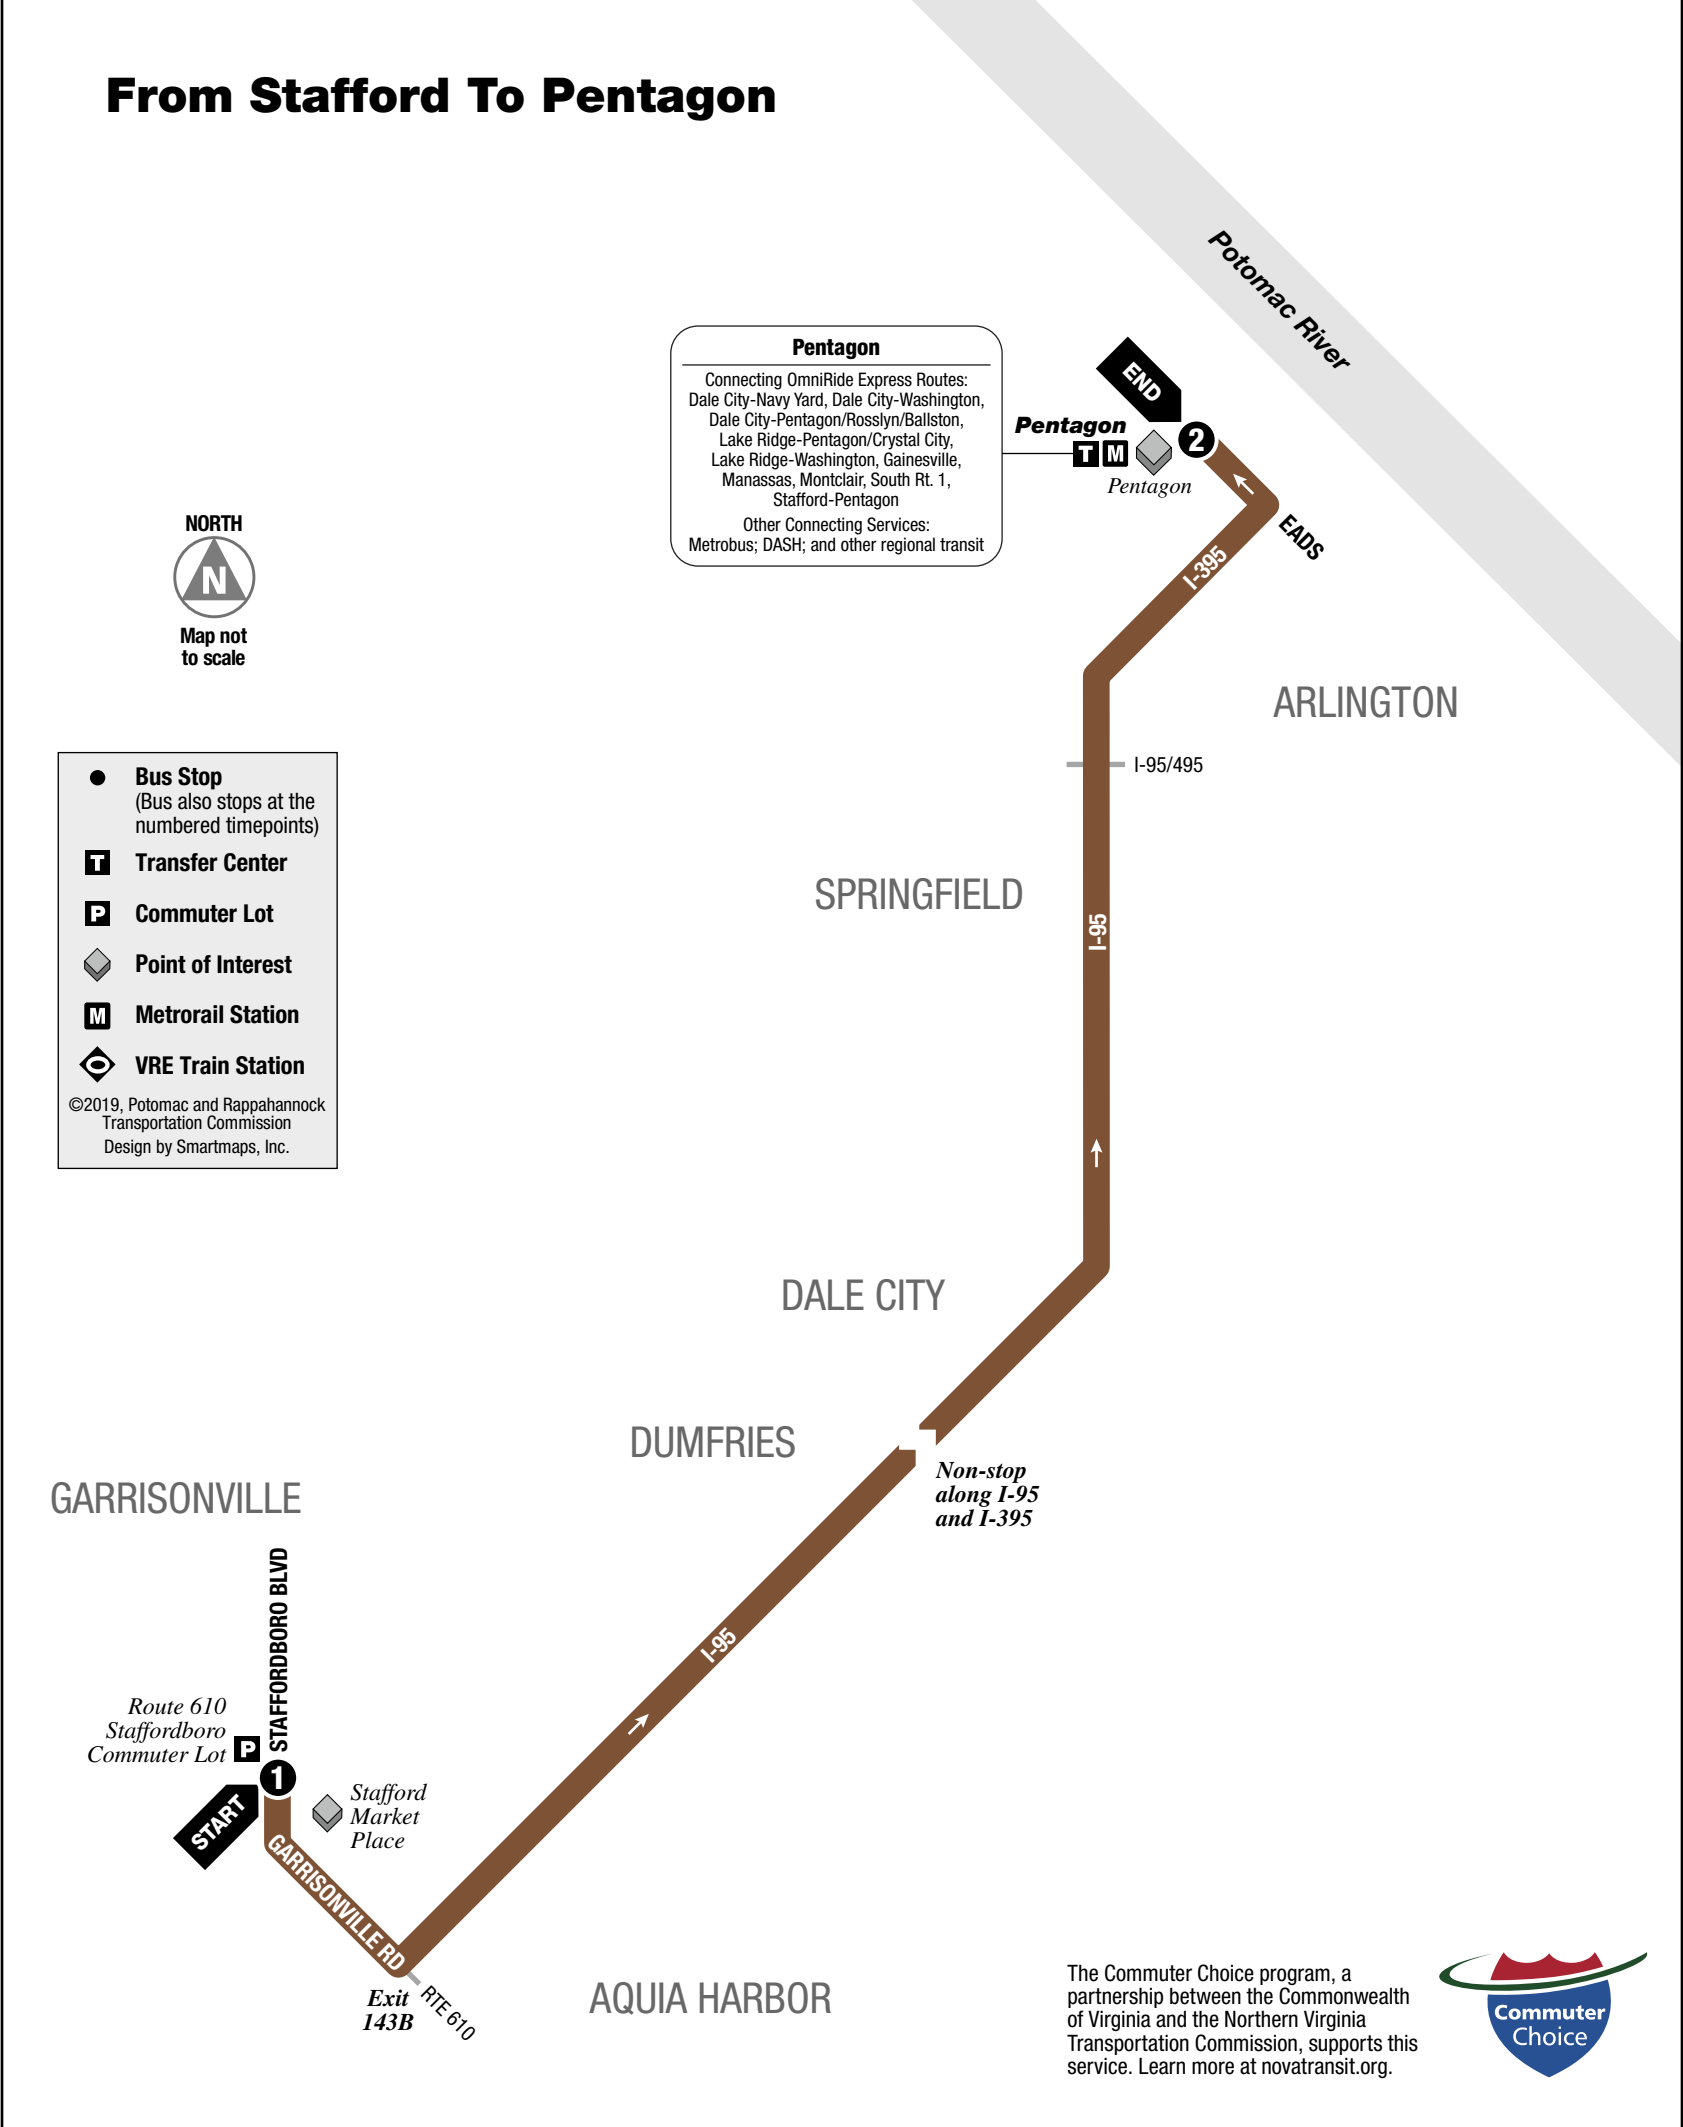 From Stafford To Pentagon
Potomac River
Pentagon
Connecting OmniRide Express Routes:
Dale City-Navy Yard, Dale City-Washington,
Dale City-Pentagon/Rosslyn/Ballston,
Lake Ridge-Pentagon/Crystal City,
Lake Ridge-Washington, Gainesville,
Manassas, Montclair, South Rt. 1,
Stafford-Pentagon
Other Connecting Services:
Metrobus; DASH; and other regional transit
END
Pentagon
T M
2
Pentagon
EADS
I-395
NORTH
N
Map not
to scale
ARLINGTON
I-95/495
Bus Stop
(Bus also stops at the
numbered timepoints)
T Transfer Center
P Commuter Lot
Point of Interest
M Metrorail Station
VRE Train Station
©2019, Potomac and Rappahannock
Transportation Commission
Design by Smartmaps, Inc.
SPRINGFIELD
I-95
DALE CITY
DUMFRIES
Non-stop
along I-95
and I-395
GARRISONVILLE
STAFFORDBORO BLVD
I-95
Route 610
Staffordboro
Commuter Lot
P
1
START
Stafford
Market
Place
GARRISONVILLE RD
Exit
143B
RTE 610
AQUIA HARBOR
The Commuter Choice program, a
partnership between the Commonwealth
of Virginia and the Northern Virginia
Transportation Commission, supports this
service. Learn more at novatransit.org.
Commuter
Choice